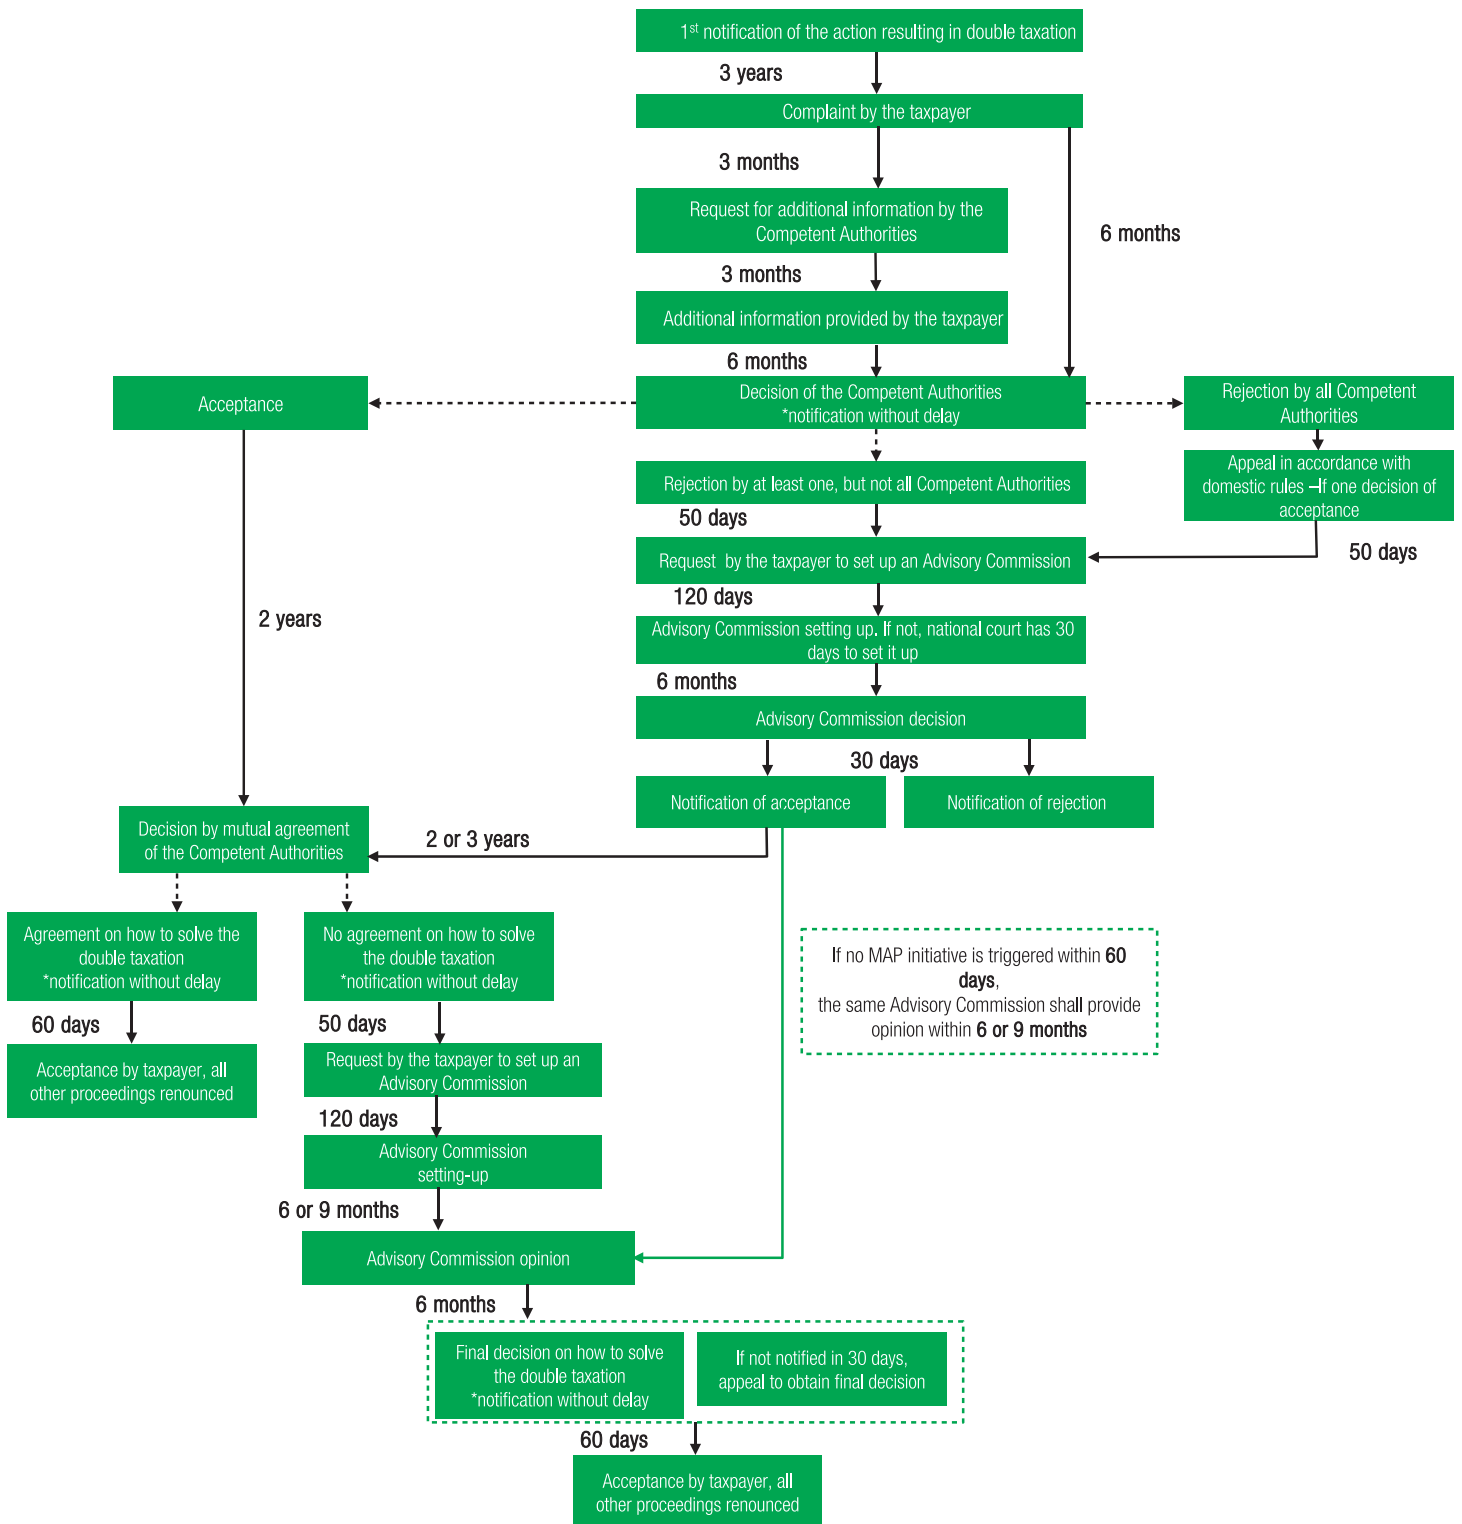 1st notification of the action resulting in double taxation
3 years
Complaint by the taxpayer
3 months
Request for additional information by the
Competent Authorities
6 months
3 months
Additional information provided by the taxpayer
6 months
Acceptance
Decision of the Competent Authorities
*notification without delay
Rejection by all Competent
Authorities
Rejection by at least one, but not all Competent Authorities
Appeal in accordance with
domestic rules –If one decision of
acceptance
50 days
Request by the taxpayer to set up an Advisory Commission
50 days
120 days
2 years
Advisory Commission setting up. If not, national court has 30
days to set it up
6 months
Advisory Commission decision
30 days
Notification of acceptance
Notification of rejection
Decision by mutual agreement
of the Competent Authorities
2 or 3 years
Agreement on how to solve the
double taxation
*notification without delay
No agreement on how to solve
the double taxation
*notification without delay
If no MAP initiative is triggered within 60
days,
the same Advisory Commission shall provide
opinion within 6 or 9 months
60 days
50 days
Acceptance by taxpayer, all
other proceedings renounced
Request by the taxpayer to set up an
Advisory Commission
120 days
Advisory Commission
setting-up
6 or 9 months
Advisory Commission opinion
6 months
Final decision on how to solve
the double taxation
*notification without delay
If not notified in 30 days,
appeal to obtain final decision
60 days
Acceptance by taxpayer, all
other proceedings renounced